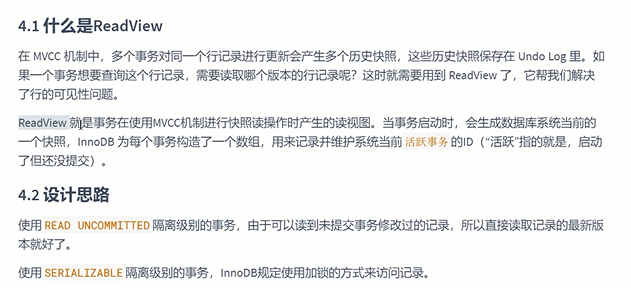 4.1 什么是ReadView
在 MVCC 机制中，多个事务对同一个行记录进行更新会产生多个历史快照，这些历史快照保存在 Undo Log 里。如
果一个事务想要查询这个行记录，需要读取哪个版本的行记录呢？这时就需要用到 ReadView 了，它帮我们解决
了行的可见性问题。
ReadView 就是事务在使用MVCC机制进行快照读操作时产生的读视图。当事务启动时，会生成数据库系统当前的
一个快照，InnoDB 为每个事务构造了一个数组，用来记录并维护系统当前 活跃事务 的ID（“活跃”指的就是，启动
了但还没提交）。
4.2 设计思路
使用 READ UNCOMMITTED 隔离级别的事务，由于可以读到未提交事务修改过的记录，所以直接读取记录的最新版
本就好了。
使用 SERIALIZABLE 隔离级别的事务，InnoDB规定使用加锁的方式来访问记录。